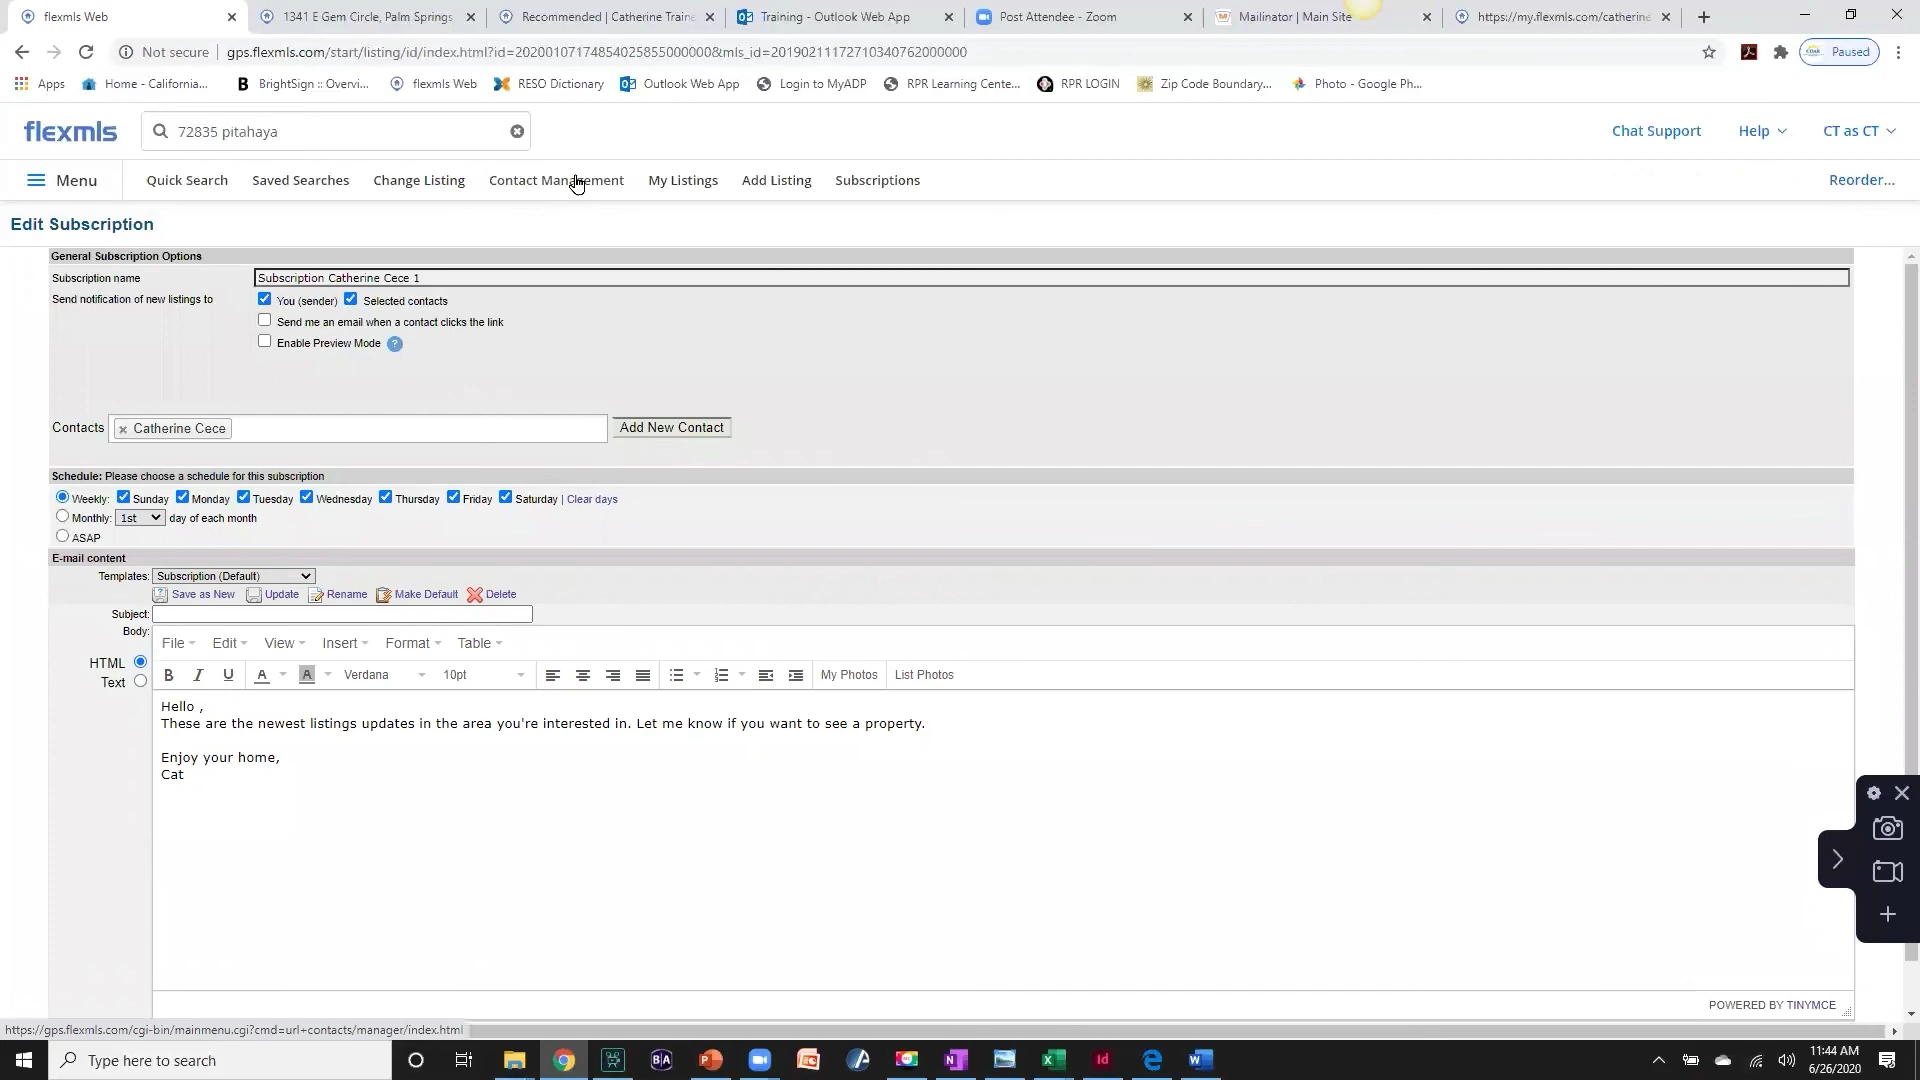 flexmls Web
1341 E Gem Circle, Palm Springs
Recommended | Catherine Traine
Training - Outlook Web App
Post Attendee - Zoom
Mailinator | Main Site
https://my.flexmls.com/catherine
Not secure | gps.flexmls.com/start/listing/id/index.html?id=20200107174854025855000000&mls_id=20190211172710340762000000
Paused
Apps
Home - California...
BrightSign :: Overvi...
flexmls Web
RESO Dictionary
Outlook Web App
Login to MyADP
RPR Learning Cente...
RPR LOGIN
Zip Code Boundary...
Photo - Google Ph...
flexmls
72835 pitahaya
Chat Support
Help
CT as CT
Menu
Quick Search
Saved Searches
Change Listing
Contact Management
My Listings
Add Listing
Subscriptions
Reorder...
Edit Subscription
General Subscription Options
Subscription name
Subscription Catherine Cece 1
Send notification of new listings to
You (sender)
Selected contacts
Send me an email when a contact clicks the link
Enable Preview Mode ?
Contacts
× Catherine Cece
Add New Contact
Schedule: Please choose a schedule for this subscription
Weekly: Sunday Monday Tuesday Wednesday Thursday Friday Saturday | Clear days
Monthly: 1st day of each month
ASAP
E-mail content
Templates: Subscription (Default)
Save as New Update Rename Make Default Delete
Subject:
Body:
File Edit View Insert Format Table
HTML
Text
B I U A A Verdana 10pt My Photos List Photos
Hello ,
These are the newest listings updates in the area you're interested in. Let me know if you want to see a property.
Enjoy your home,
Cat
POWERED BY TINYMCE
https://gps.flexmls.com/cgi-bin/mainmenu.cgi?cmd=url+contacts/manager/index.html
Type here to search
11:44 AM
6/26/2020